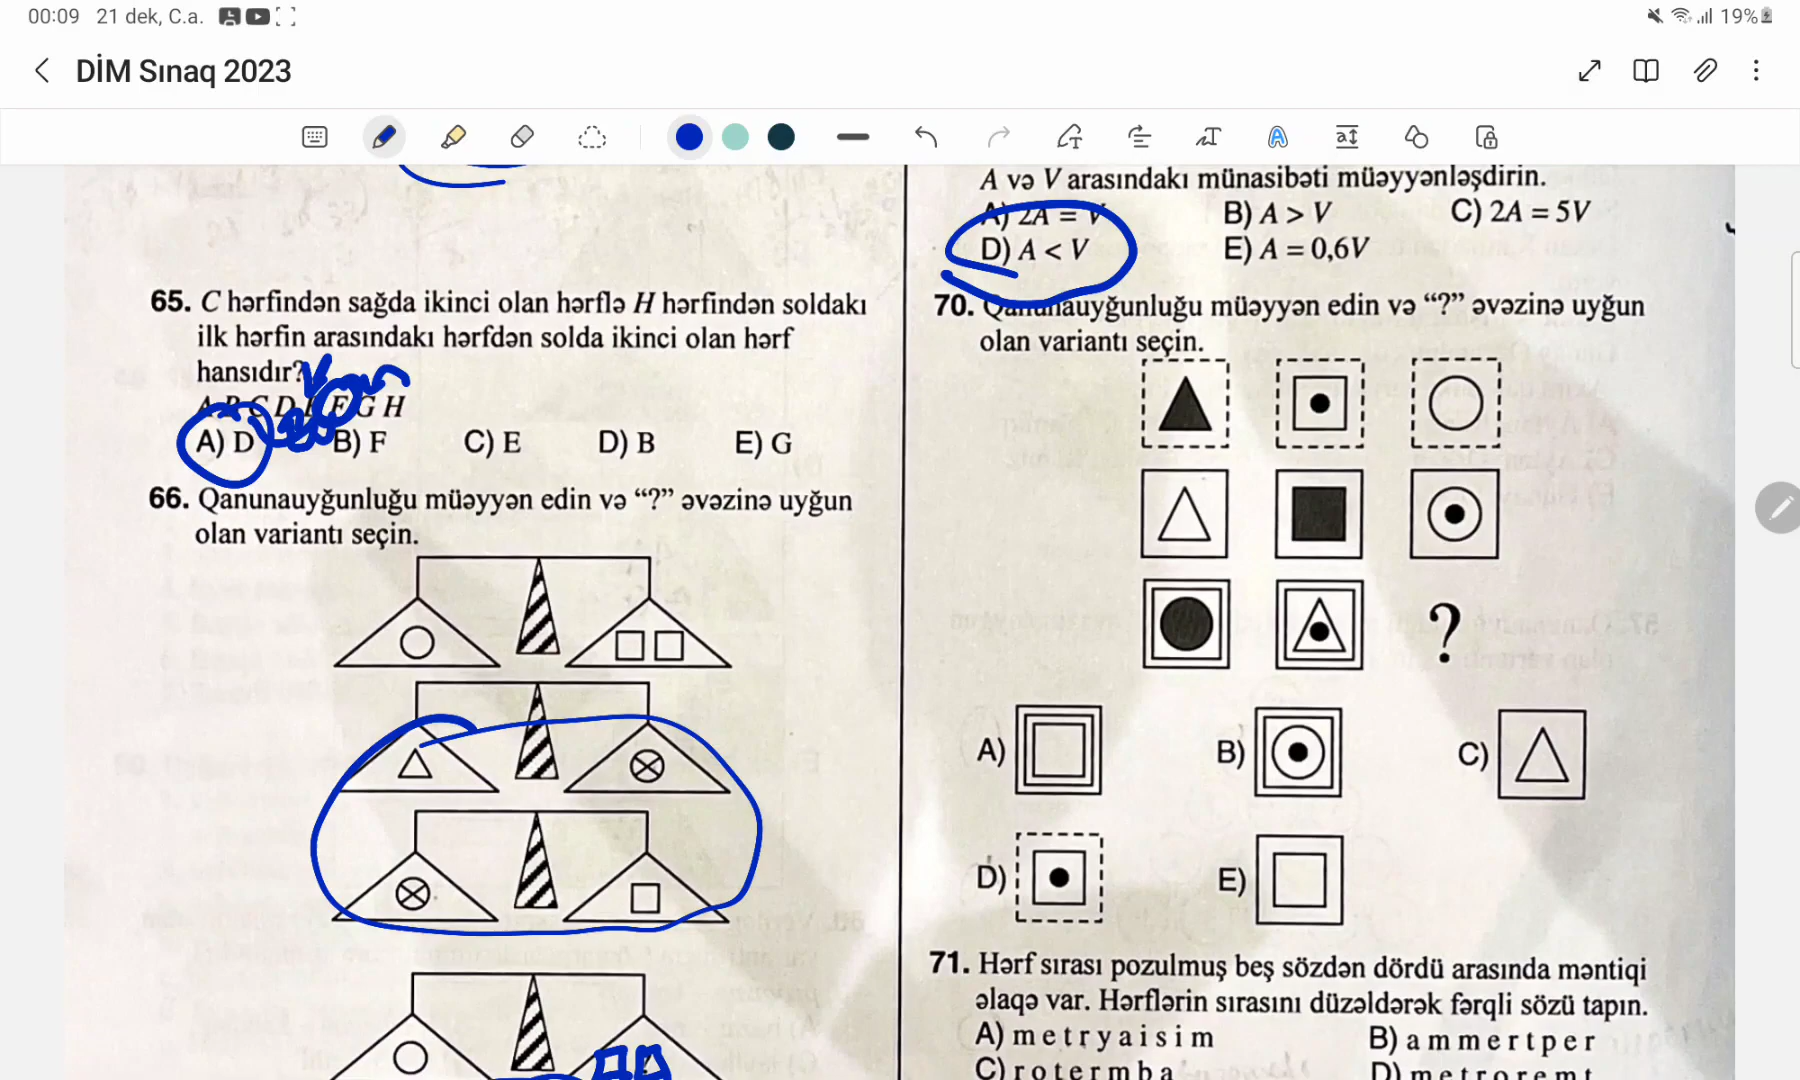 00:09 21 dek, C.a.
19%
DİM Sınaq 2023
65. C hərfindən sağda ikinci olan hərflə H hərfindən soldakı
ilk hərfin arasındakı hərfdən solda ikinci olan hərf
hansıdır?
A B C D F G H
A) D B) F C) E D) B E) G
66. Qanunauyğunluğu müəyyən edin və “?” əvəzinə uyğun
olan variantı seçin.
A və V arasındakı münasibəti müəyyənləşdirin.
A) 2A = V B) A > V C) 2A = 5V
D) A < V E) A = 0,6V
70. Qanunauyğunluğu müəyyən edin və “?” əvəzinə uyğun
olan variantı seçin.
?
A) B) C)
D) E)
71. Hərf sırası pozulmuş beş sözdən dördü arasında məntiqi
əlaqə var. Hərflərin sırasını düzəldərək fərqli sözü tapın.
A) m e t r y a i s i m B) a m m e r t p e r
C) r o t e r m b a D) m e t r o r e m t